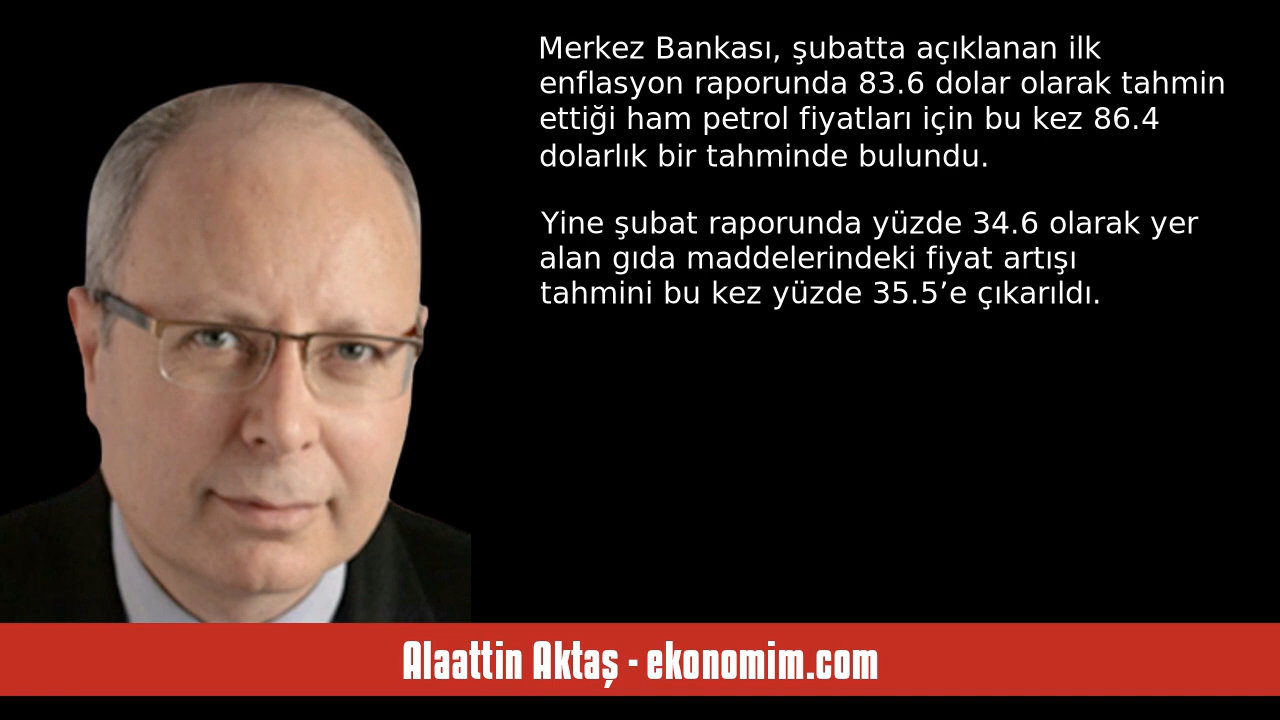 Merkez Bankası, şubatta açıklanan ilk
enflasyon raporunda 83.6 dolar olarak tahmin
ettiği ham petrol fiyatları için bu kez 86.4
dolarlık bir tahminde bulundu.
Yine şubat raporunda yüzde 34.6 olarak yer
alan gıda maddelerindeki fiyat artışı
tahmini bu kez yüzde 35.5’e çıkarıldı.
Alaattin Aktaş - ekonomim.com